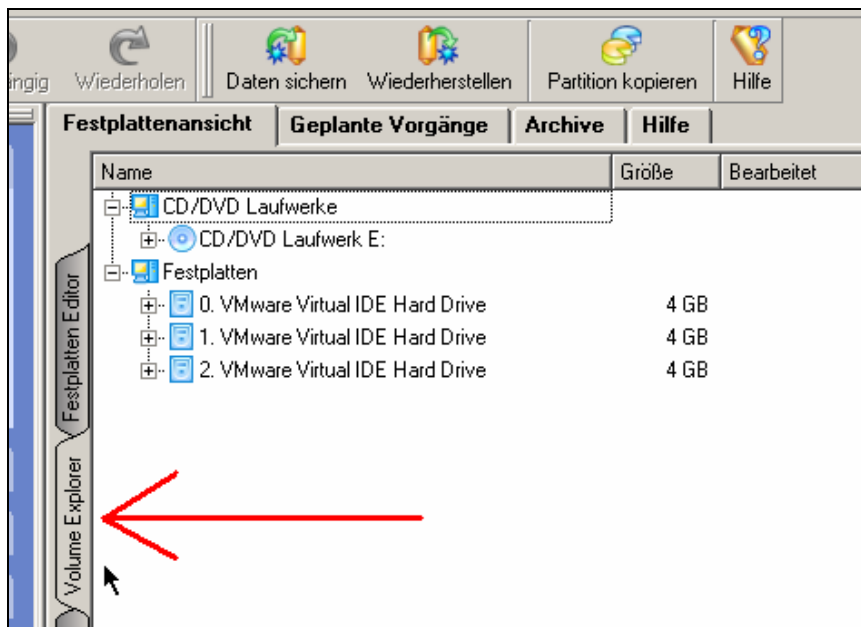 ängig Wiederholen Daten sichern Wiederherstellen Partition kopieren Hilfe
Festplattenansicht Geplante Vorgänge Archive Hilfe
Name Größe Bearbeitet
CD/DVD Laufwerke
CD/DVD Laufwerk E:
Festplatten
0. VMware Virtual IDE Hard Drive 4 GB
1. VMware Virtual IDE Hard Drive 4 GB
2. VMware Virtual IDE Hard Drive 4 GB
Festplatten Editor
Volume Explorer